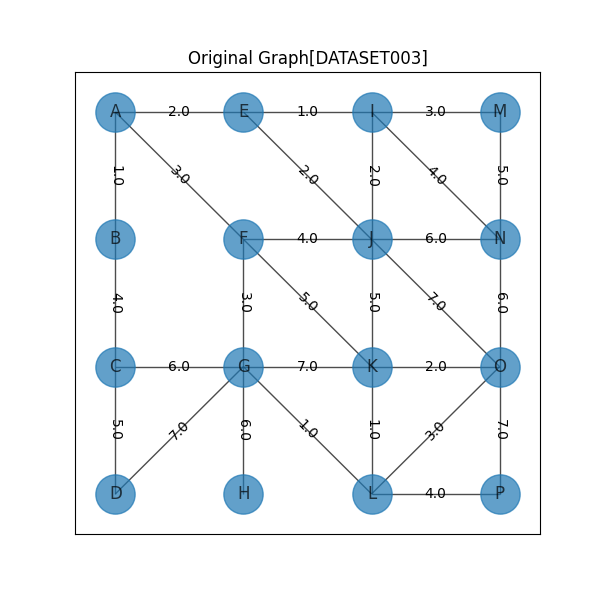 Original Graph[DATASET003]
A 2.0 E 1.0 I 3.0 M
1.0 3.0 2.0 2.0 4.0 5.0
B F 4.0 J 6.0 N
4.0 3.0 5.0 5.0 7.0 6.0
C 6.0 G 7.0 K 2.0 O
5.0 7.0 6.0 1.0 1.0 3.0 7.0
D H L 4.0 P